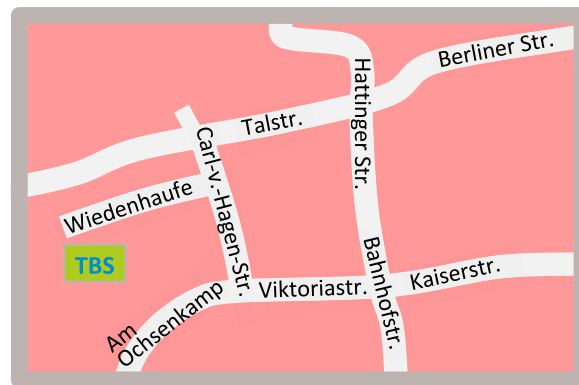 Berliner Str.
Hattinger Str.
Talstr.
Carl-v.-Hagen-Str.
Wiedenhaufe
TBS
Bahnhofstr.
Kaiserstr.
Viktoriastr.
Am
Ochsenkamp